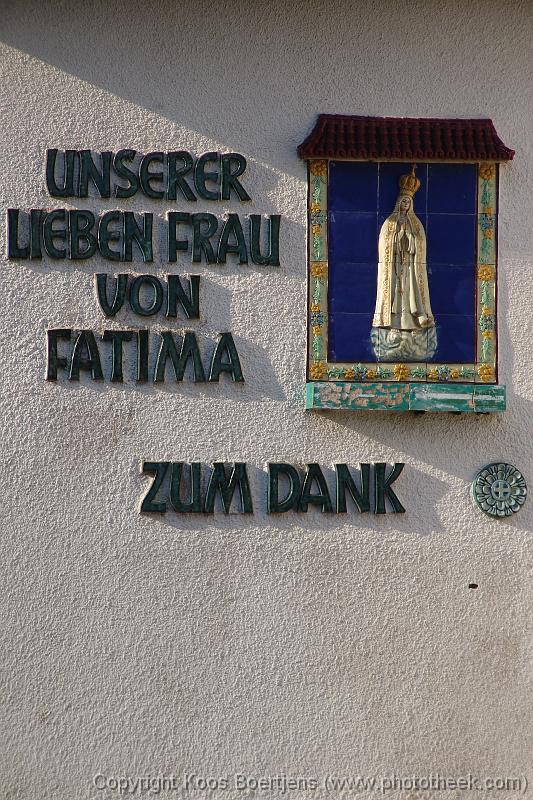 UNSERER
LIEBEN FRAU
VON
FATIMA
ZUM DANK
Copyright Koos Boertjens (www.phototheek.com)